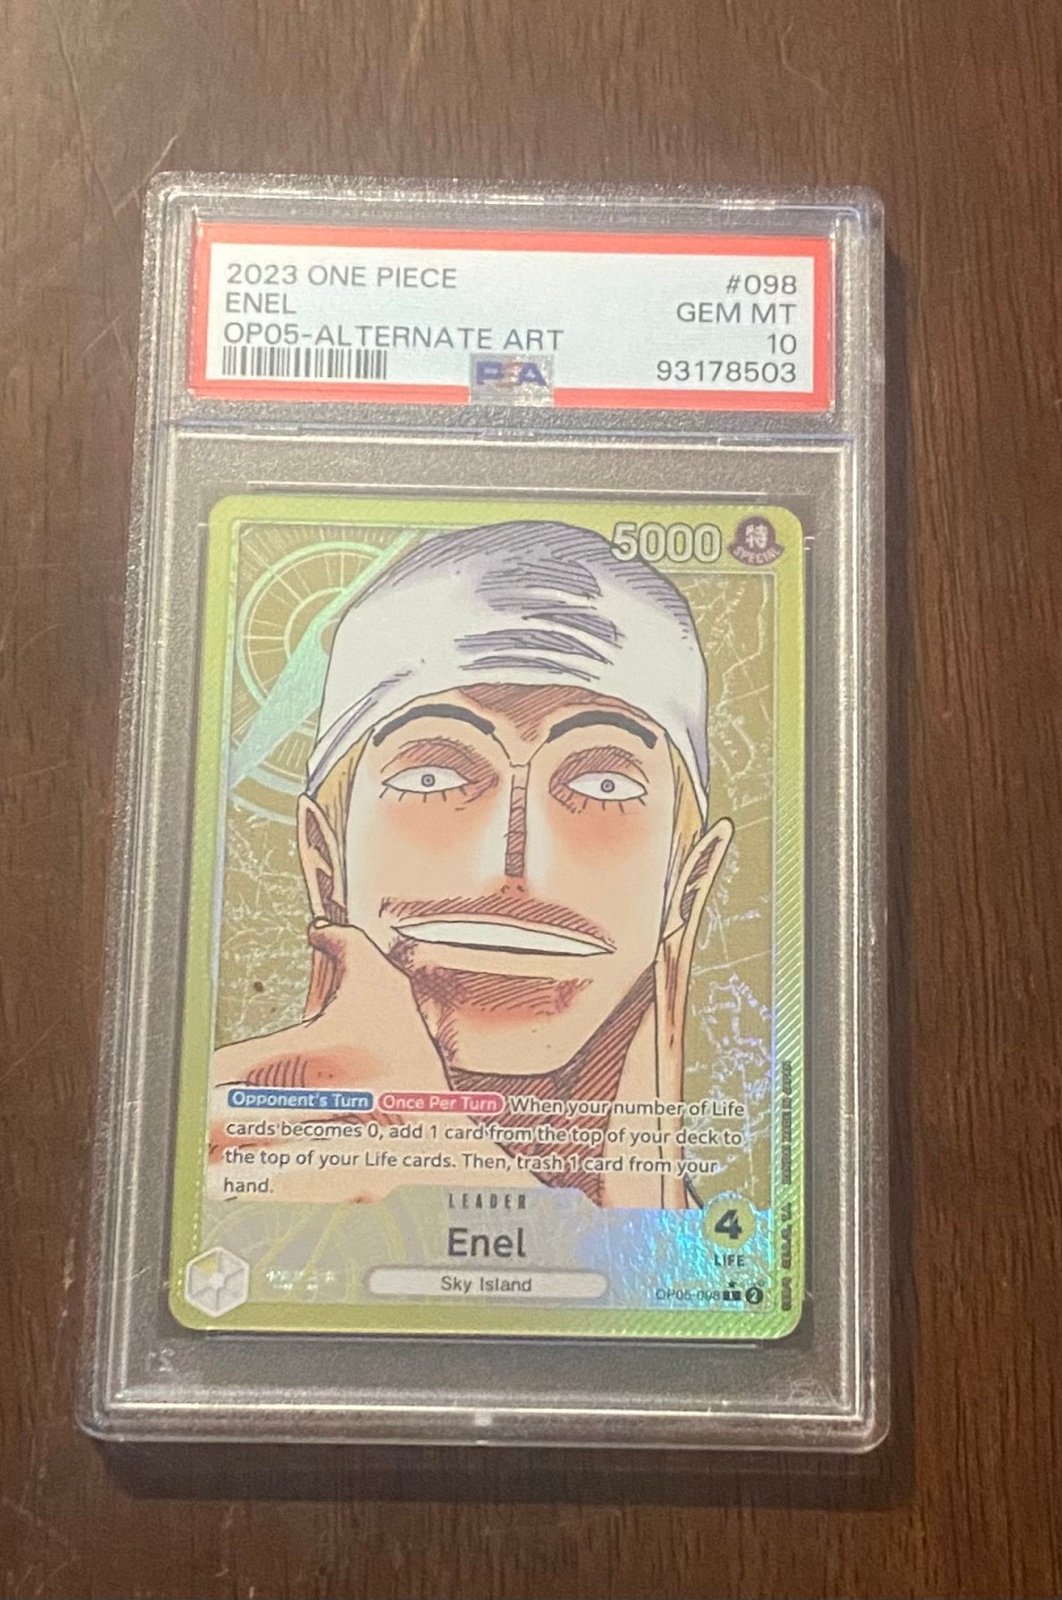 2023 ONE PIECE
ENEL
OP05-ALTERNATE ART
#098
GEM MT
10
93178503
PSA
5000
特
SPECIAL
Opponent's Turn Once Per Turn When your number of Life
cards becomes 0, add 1 card from the top of your deck to
the top of your Life cards. Then, trash 1 card from your
hand.
LEADER
Enel
Sky Island
4
LIFE
OP05-098 L 2